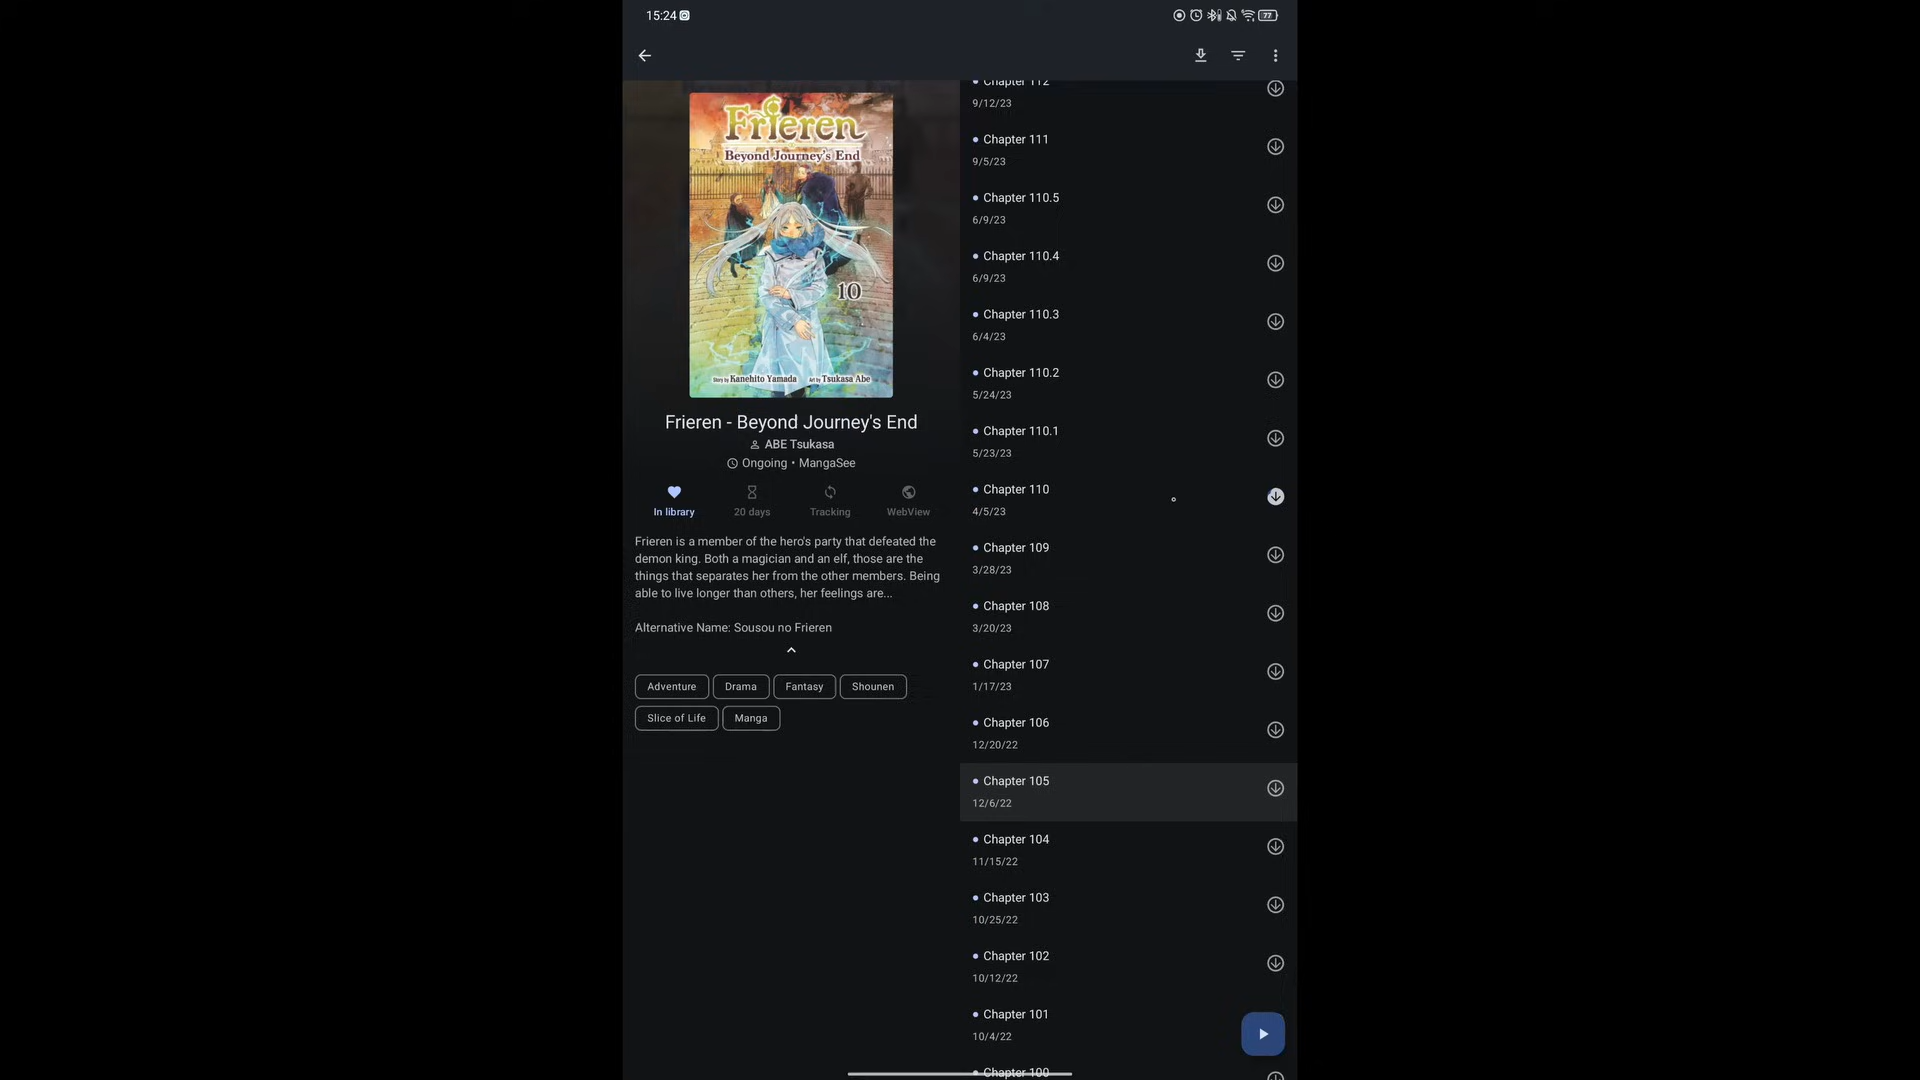 15:24
77
Frieren
Beyond Journey's End
10
Story by Kanehito Yamada Art by Tsukasa Abe
Frieren - Beyond Journey's End
ABE Tsukasa
Ongoing • MangaSee
In library
20 days
Tracking
WebView
Frieren is a member of the hero's party that defeated the
demon king. Both a magician and an elf, those are the
things that separates her from the other members. Being
able to live longer than others, her feelings are...
Alternative Name: Sousou no Frieren
Adventure
Drama
Fantasy
Shounen
Slice of Life
Manga
Chapter 112
9/12/23
Chapter 111
9/5/23
Chapter 110.5
6/9/23
Chapter 110.4
6/9/23
Chapter 110.3
6/4/23
Chapter 110.2
5/24/23
Chapter 110.1
5/23/23
Chapter 110
4/5/23
Chapter 109
3/28/23
Chapter 108
3/20/23
Chapter 107
1/17/23
Chapter 106
12/20/22
Chapter 105
12/6/22
Chapter 104
11/15/22
Chapter 103
10/25/22
Chapter 102
10/12/22
Chapter 101
10/4/22
Chapter 100